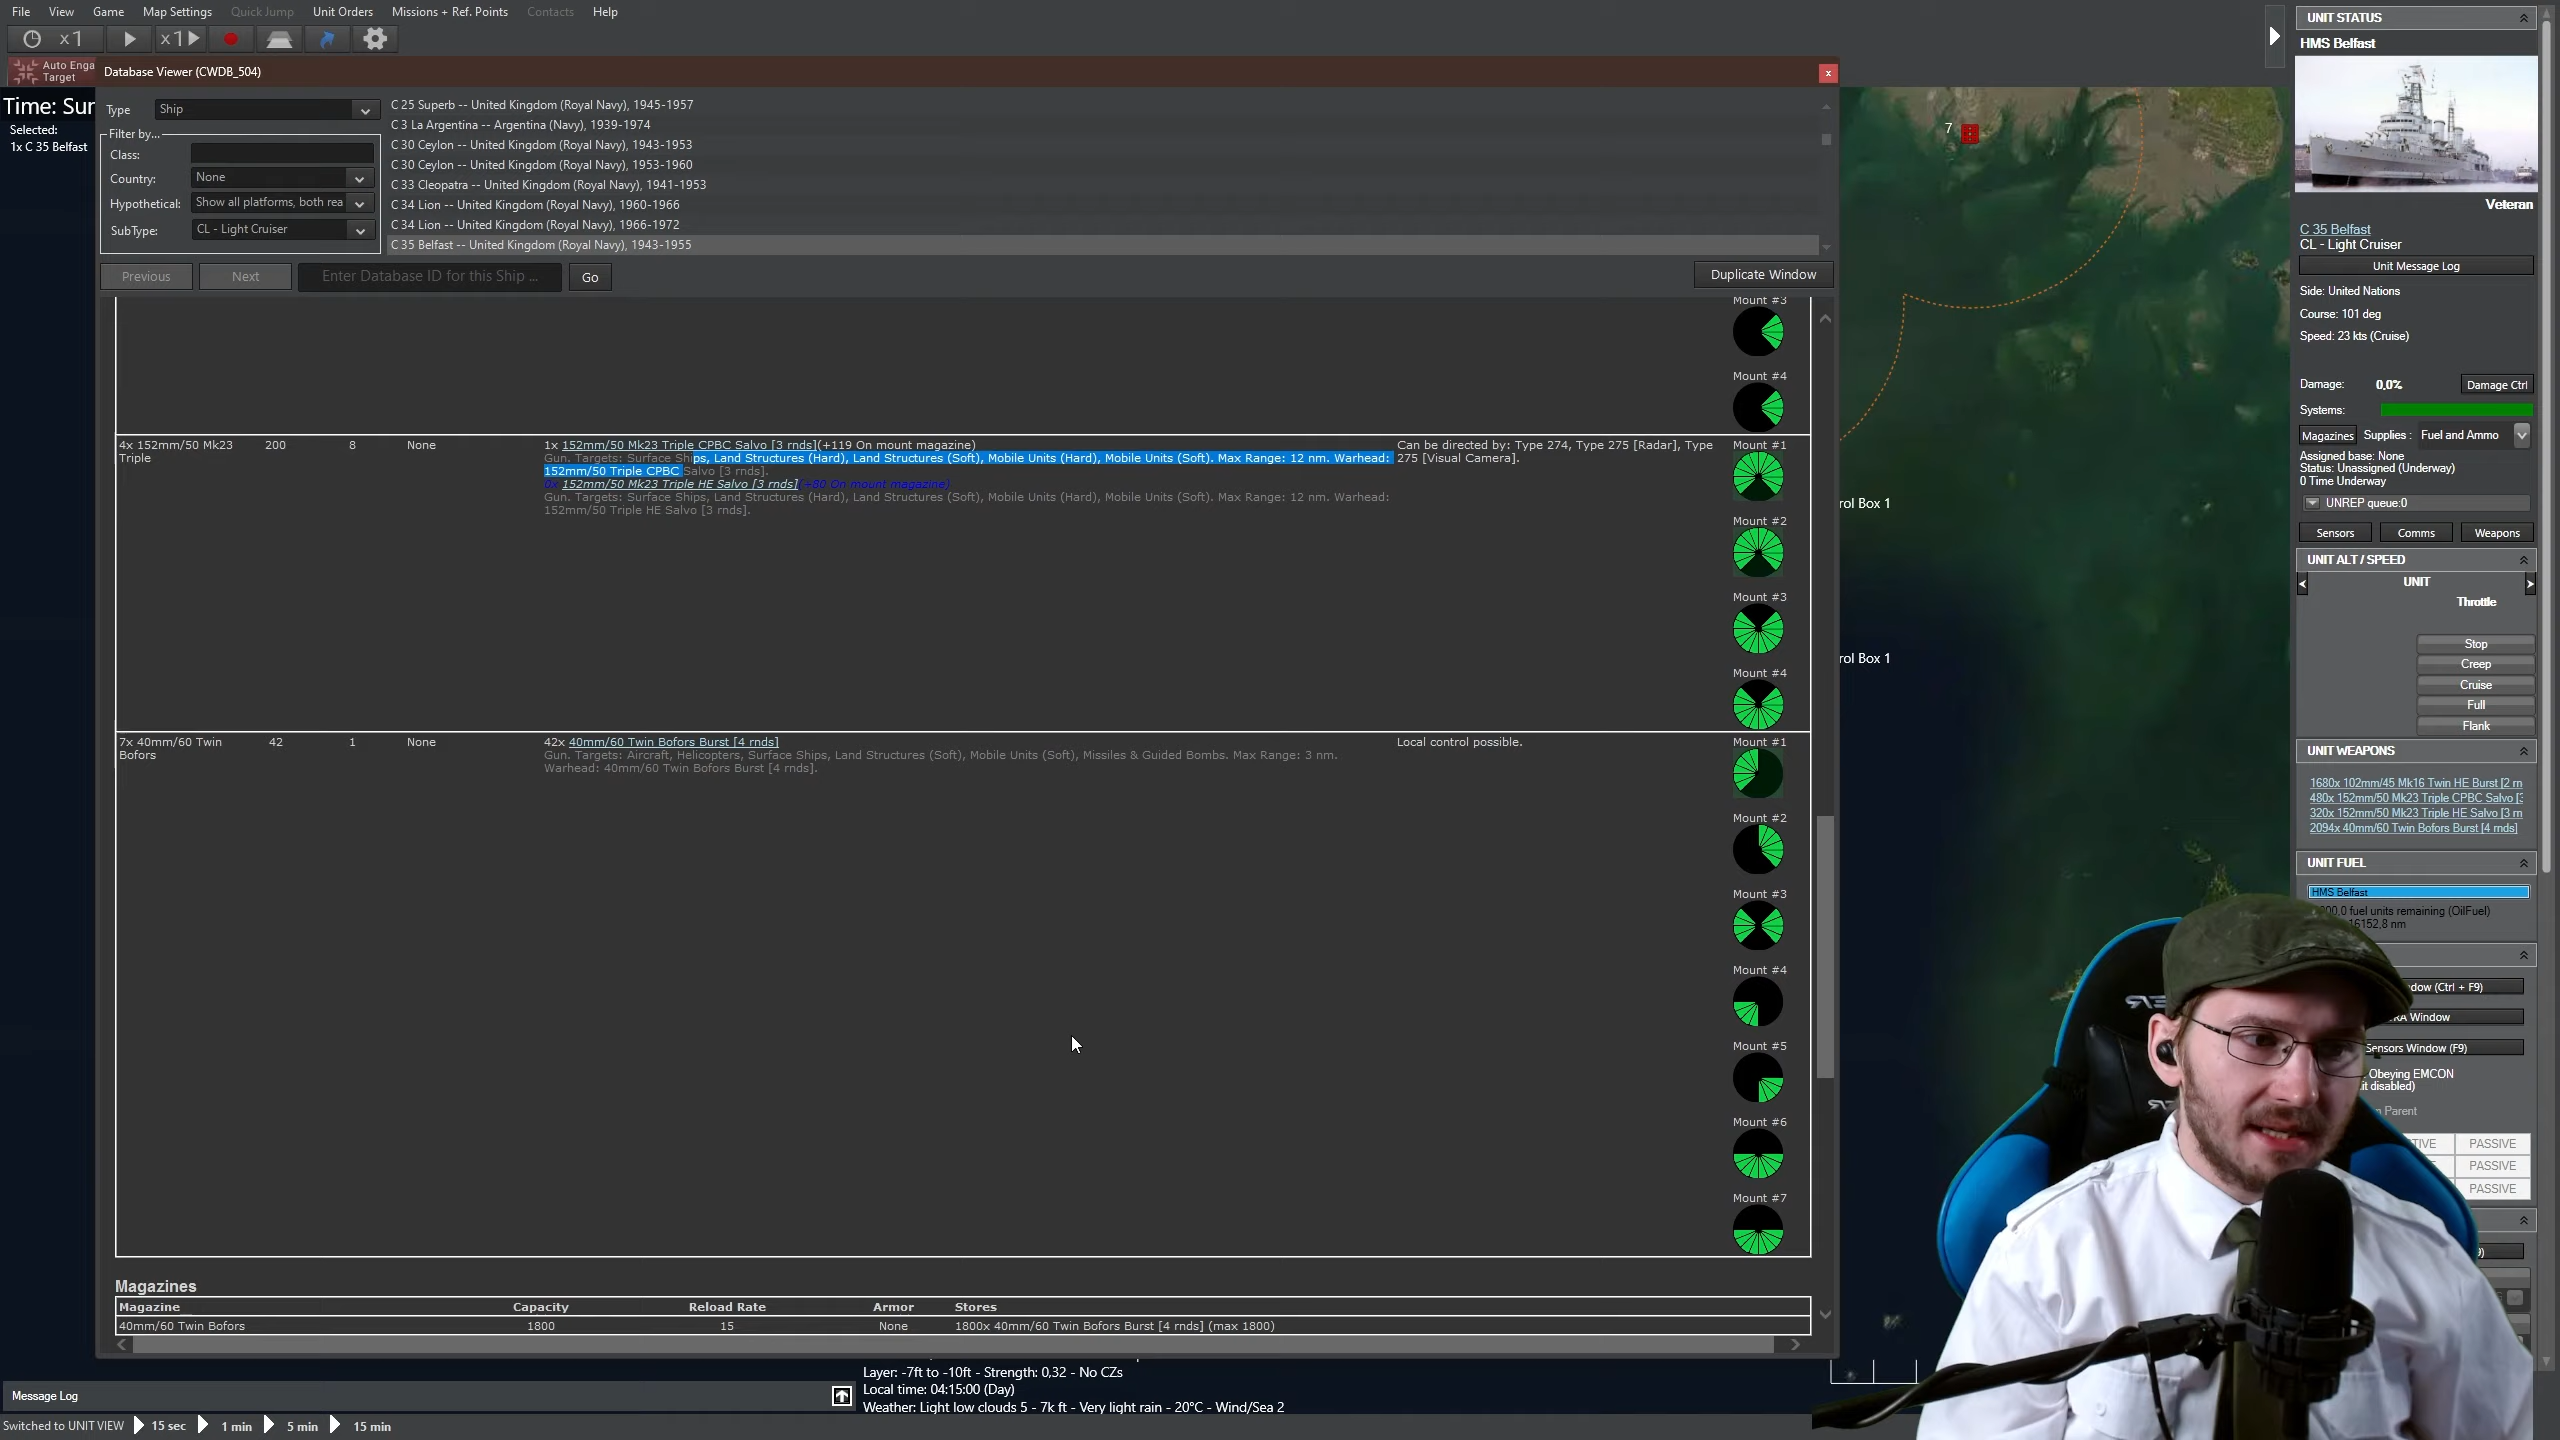 File View Game Map Settings Quick Jump Unit Orders Missions + Ref. Points Contacts Help
x1 x1
Auto Enga
Target
Time: Sur
Selected:
1x C 35 Belfast
Database Viewer (CWDB_504)
Type Ship
Filter by...
Class:
Country: None
Hypothetical: Show all platforms, both rea
SubType: CL - Light Cruiser
C 25 Superb -- United Kingdom (Royal Navy), 1945-1957
C 3 La Argentina -- Argentina (Navy), 1939-1974
C 30 Ceylon -- United Kingdom (Royal Navy), 1943-1953
C 30 Ceylon -- United Kingdom (Royal Navy), 1953-1960
C 33 Cleopatra -- United Kingdom (Royal Navy), 1941-1953
C 34 Lion -- United Kingdom (Royal Navy), 1960-1966
C 34 Lion -- United Kingdom (Royal Navy), 1966-1972
C 35 Belfast -- United Kingdom (Royal Navy), 1943-1955
Previous Next Enter Database ID for this Ship ... Go Duplicate Window
Mount #3
Mount #4
4x 152mm/50 Mk23
Triple
200 8 None
1x 152mm/50 Mk23 Triple CPBC Salvo [3 rnds](+119 On mount magazine)
Gun. Targets: Surface Ships, Land Structures (Hard), Land Structures (Soft), Mobile Units (Hard), Mobile Units (Soft). Max Range: 12 nm. Warhead:
152mm/50 Triple CPBC Salvo [3 rnds].
0x 152mm/50 Mk23 Triple HE Salvo [3 rnds](+80 On mount magazine)
Gun. Targets: Surface Ships, Land Structures (Hard), Land Structures (Soft), Mobile Units (Hard), Mobile Units (Soft). Max Range: 12 nm. Warhead:
152mm/50 Triple HE Salvo [3 rnds].
Can be directed by: Type 274, Type 275 [Radar], Type
275 [Visual Camera].
Mount #1
Mount #2
Mount #3
Mount #4
7x 40mm/60 Twin
Bofors
42 1 None
42x 40mm/60 Twin Bofors Burst [4 rnds]
Gun. Targets: Aircraft, Helicopters, Surface Ships, Land Structures (Soft), Mobile Units (Soft), Missiles & Guided Bombs. Max Range: 3 nm.
Warhead: 40mm/60 Twin Bofors Burst [4 rnds].
Local control possible.
Mount #1
Mount #2
Mount #3
Mount #4
Mount #5
Mount #6
Mount #7
Magazines
Magazine Capacity Reload Rate Armor Stores
40mm/60 Twin Bofors 1800 15 None 1800x 40mm/60 Twin Bofors Burst [4 rnds] (max 1800)
Layer: -7ft to -10ft - Strength: 0,32 - No CZs
Local time: 04:15:00 (Day)
Weather: Light low clouds 5 - 7k ft - Very light rain - 20°C - Wind/Sea 2
Message Log
Switched to UNIT VIEW 15 sec 1 min 5 min 15 min
7
rol Box 1
rol Box 1
UNIT STATUS
HMS Belfast
Veteran
C 35 Belfast
CL - Light Cruiser
Unit Message Log
Side: United Nations
Course: 101 deg
Speed: 23 kts (Cruise)
Damage: 0,0% Damage Ctrl
Systems:
Magazines Supplies : Fuel and Ammo
Assigned base: None
Status: Unassigned (Underway)
0 Time Underway
UNREP queue:0
Sensors Comms Weapons
UNIT ALT / SPEED
UNIT
Throttle
Stop
Creep
Cruise
Full
Flank
UNIT WEAPONS
1680x 102mm/45 Mk16 Twin HE Burst [2 rn
480x 152mm/50 Mk23 Triple CPBC Salvo [3
320x 152mm/50 Mk23 Triple HE Salvo [3 rn
2094x 40mm/60 Twin Bofors Burst [4 rnds]
UNIT FUEL
HMS Belfast
00,0 fuel units remaining (OilFuel)
16152,8 nm
dow (Ctrl + F9)
RA Window
Sensors Window (F9)
Obeying EMCON
it disabled)
Parent
TIVE PASSIVE
PASSIVE
PASSIVE